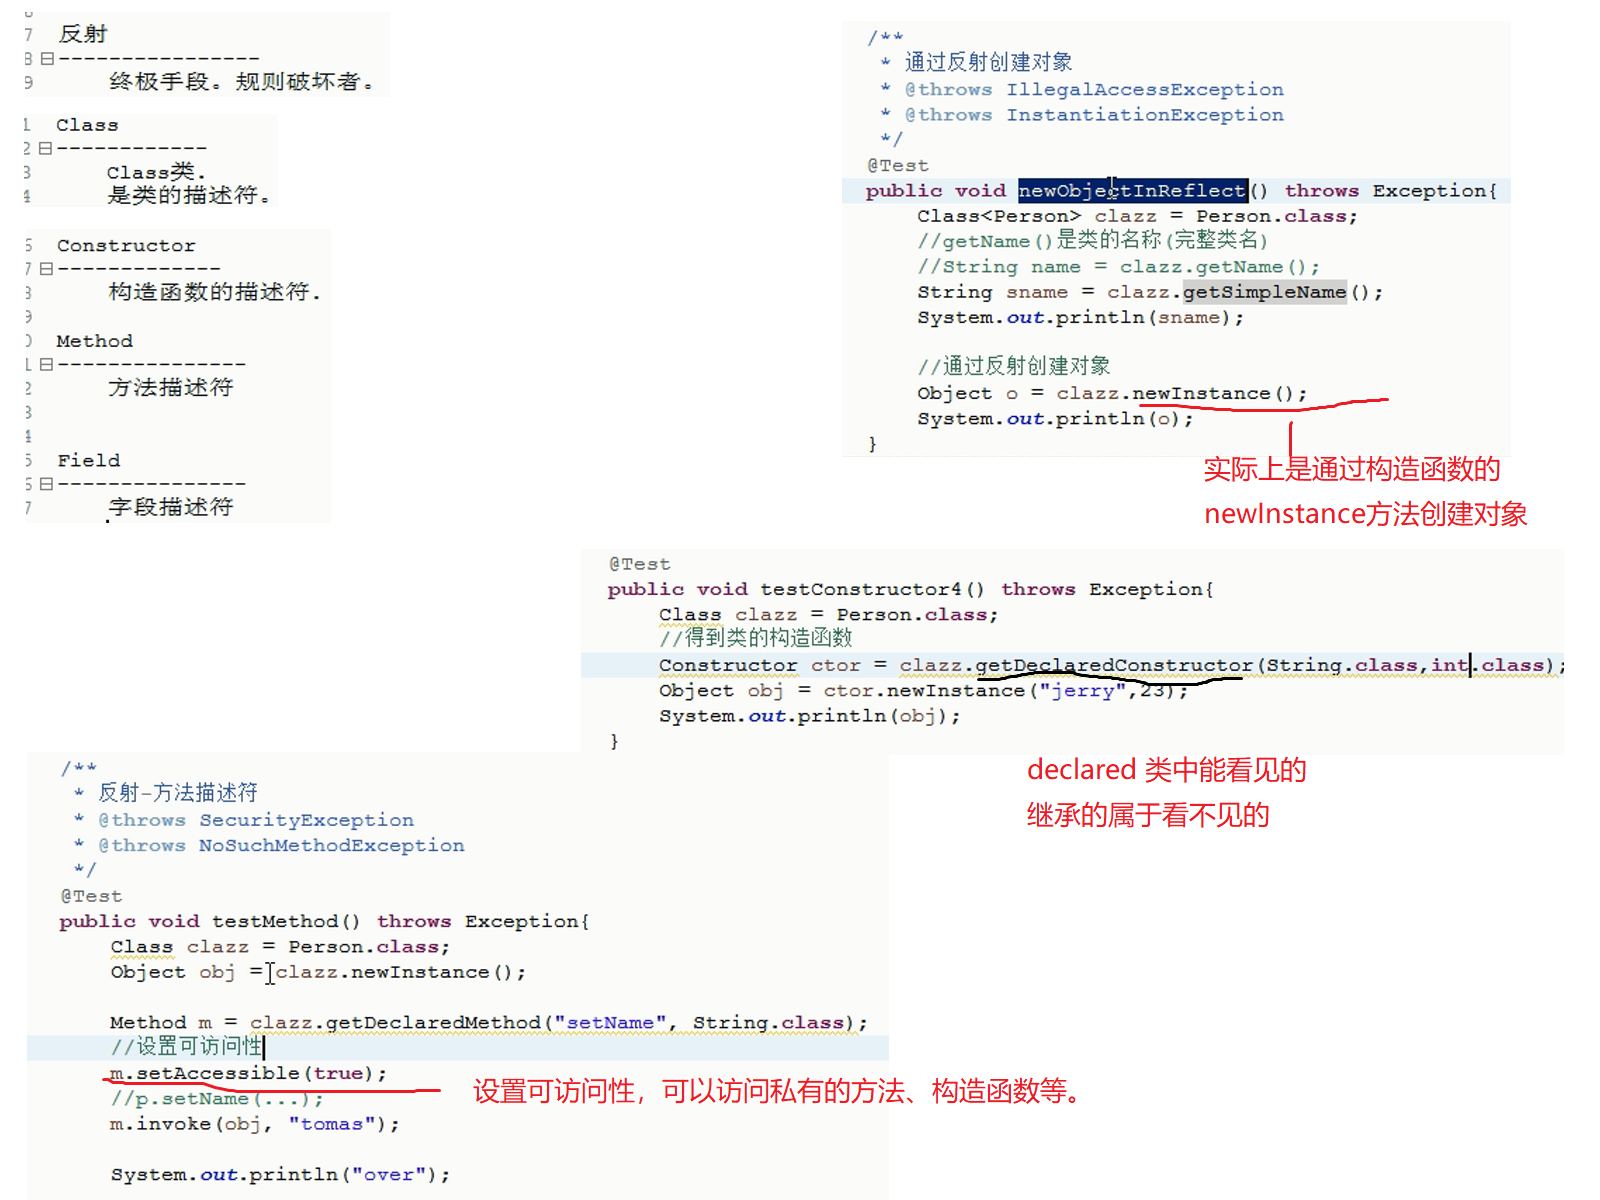 7 反射
8 ----------------
9 终极手段。规则破坏者。
1 Class
2 ------------
3 Class类.
4 是类的描述符。
5 Constructor
7 -------------
3 构造函数的描述符.
9
0 Method
1 ---------------
2 方法描述符
3
4
5 Field
6 ---------------
7 字段描述符
/**
* 通过反射创建对象
* @throws IllegalAccessException
* @throws InstantiationException
*/
@Test
public void newObjectInReflect() throws Exception{
Class<Person> clazz = Person.class;
//getName()是类的名称(完整类名)
//String name = clazz.getName();
String sname = clazz.getSimpleName();
System.out.println(sname);
//通过反射创建对象
Object o = clazz.newInstance();
System.out.println(o);
}
实际上是通过构造函数的
newInstance方法创建对象
@Test
public void testConstructor4() throws Exception{
Class clazz = Person.class;
//得到类的构造函数
Constructor ctor = clazz.getDeclaredConstructor(String.class,int.class);
Object obj = ctor.newInstance("jerry",23);
System.out.println(obj);
}
declared 类中能看见的
继承的属于看不见的
/**
* 反射-方法描述符
* @throws SecurityException
* @throws NoSuchMethodException
*/
@Test
public void testMethod() throws Exception{
Class clazz = Person.class;
Object obj = clazz.newInstance();
Method m = clazz.getDeclaredMethod("setName", String.class);
//设置可访问性
m.setAccessible(true);
设置可访问性，可以访问私有的方法、构造函数等。
//p.setName(...);
m.invoke(obj, "tomas");
System.out.println("over");